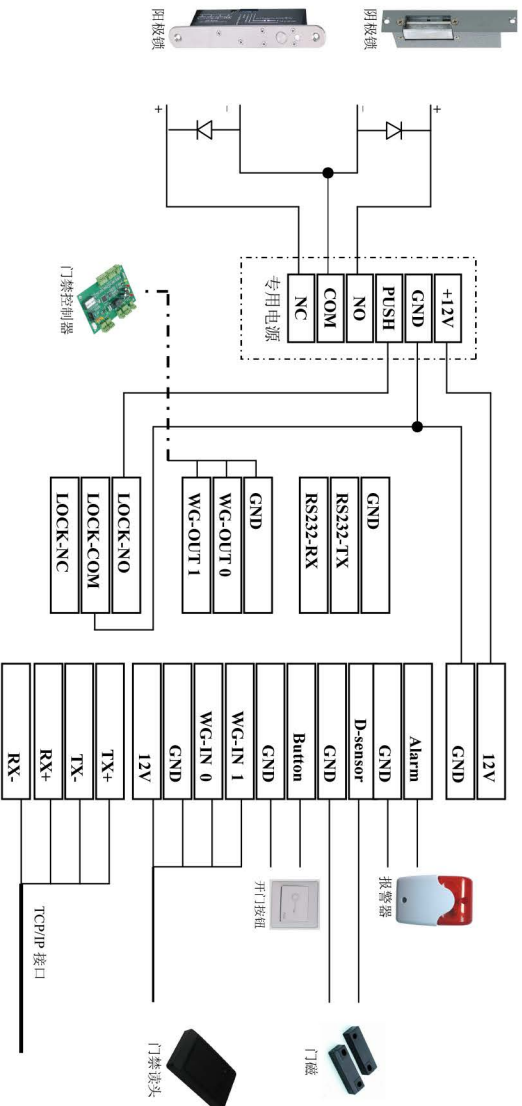 阴极锁
阳极锁
+
−
−
+
+12V
GND
PUSH
NO
COM
NC
专用电源
门禁控制器
GND
RS232-TX
RS232-RX
GND
WG-OUT 0
WG-OUT 1
LOCK-NO
LOCK-COM
LOCK-NC
12V
GND
Alarm
GND
D-sensor
GND
Button
GND
WG-IN 1
WG-IN 0
GND
12V
TX+
TX-
RX+
RX-
报警器
开门按钮
TCP/IP 接口
门磁
门禁读头